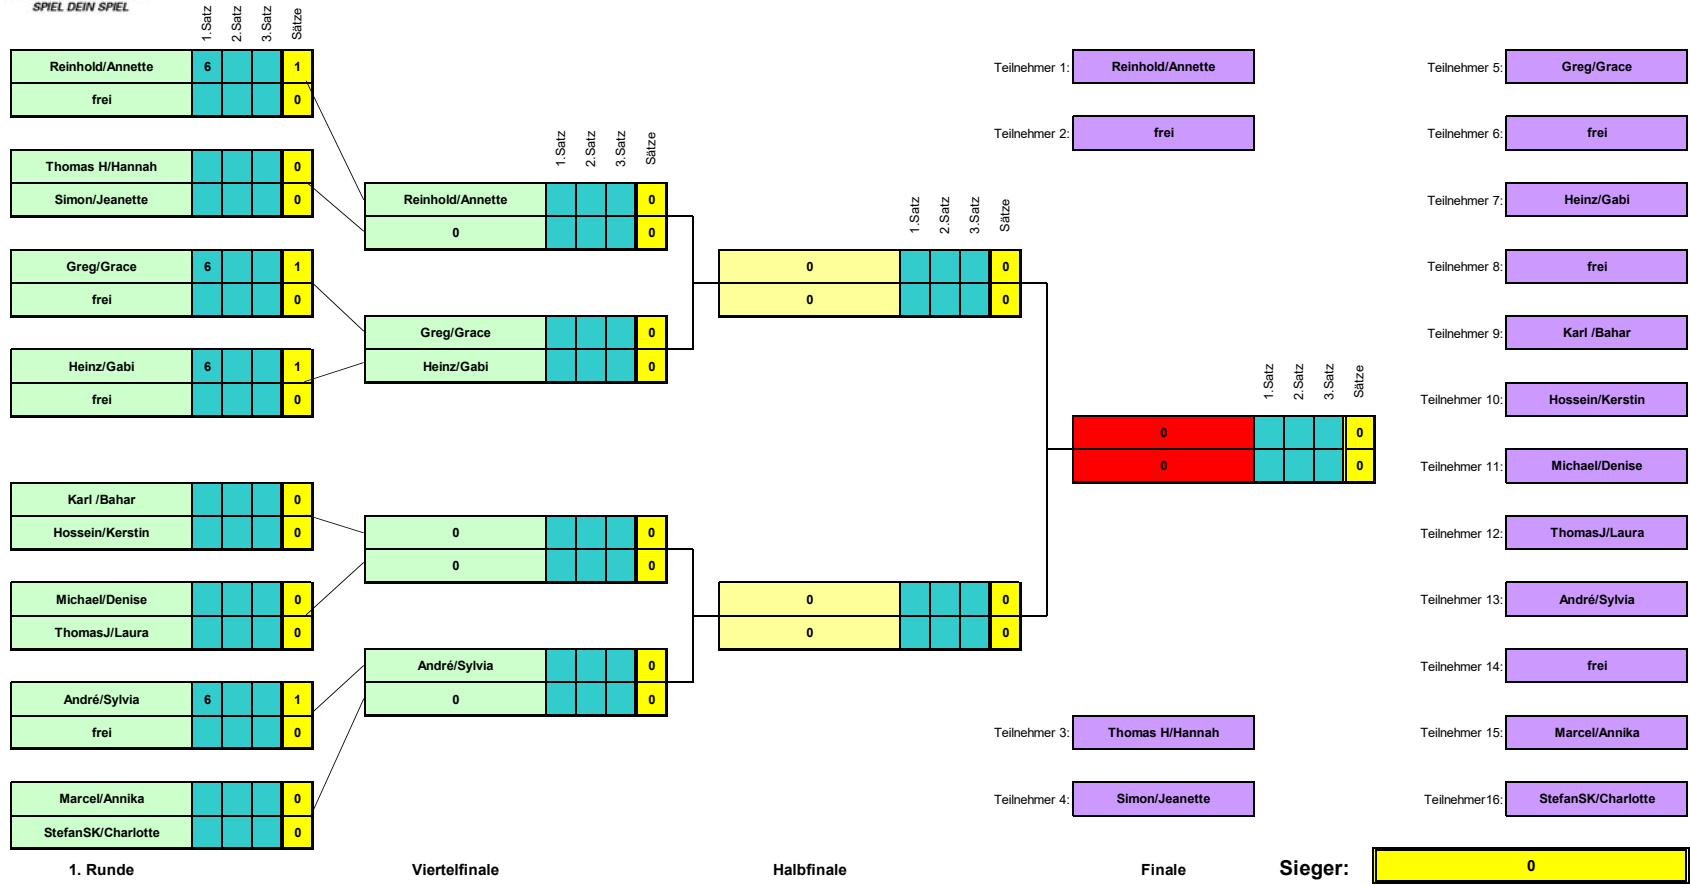 SPIEL DEIN SPIEL
1.Satz 2.Satz 3.Satz Sätze
Reinhold/Annette 6 1
frei 0
Thomas H/Hannah 0
Simon/Jeanette 0
Greg/Grace 6 1
frei 0
Heinz/Gabi 6 1
frei 0
Karl /Bahar 0
Hossein/Kerstin 0
Michael/Denise 0
ThomasJ/Laura 0
André/Sylvia 6 1
frei 0
Marcel/Annika 0
StefanSK/Charlotte 0
1. Runde
1.Satz 2.Satz 3.Satz Sätze
Reinhold/Annette 0
0 0
Greg/Grace 0
Heinz/Gabi 0
0 0
0 0
André/Sylvia 0
0 0
Viertelfinale
1.Satz 2.Satz 3.Satz Sätze
0 0
0 0
0 0
0 0
Halbfinale
Teilnehmer 1: Reinhold/Annette
Teilnehmer 2: frei
1.Satz 2.Satz 3.Satz Sätze
0 0
0 0
Teilnehmer 3: Thomas H/Hannah
Teilnehmer 4: Simon/Jeanette
Finale
Teilnehmer 5: Greg/Grace
Teilnehmer 6: frei
Teilnehmer 7: Heinz/Gabi
Teilnehmer 8: frei
Teilnehmer 9: Karl /Bahar
Teilnehmer 10: Hossein/Kerstin
Teilnehmer 11: Michael/Denise
Teilnehmer 12: ThomasJ/Laura
Teilnehmer 13: André/Sylvia
Teilnehmer 14: frei
Teilnehmer 15: Marcel/Annika
Teilnehmer16: StefanSK/Charlotte
Sieger: 0